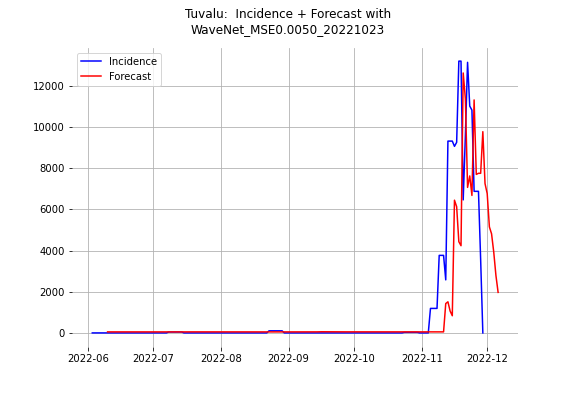 Tuvalu:  Incidence + Forecast with
WaveNet_MSE0.0050_20221023
Incidence
Forecast
12000
10000
8000
6000
4000
2000
0
2022-06 2022-07 2022-08 2022-09 2022-10 2022-11 2022-12